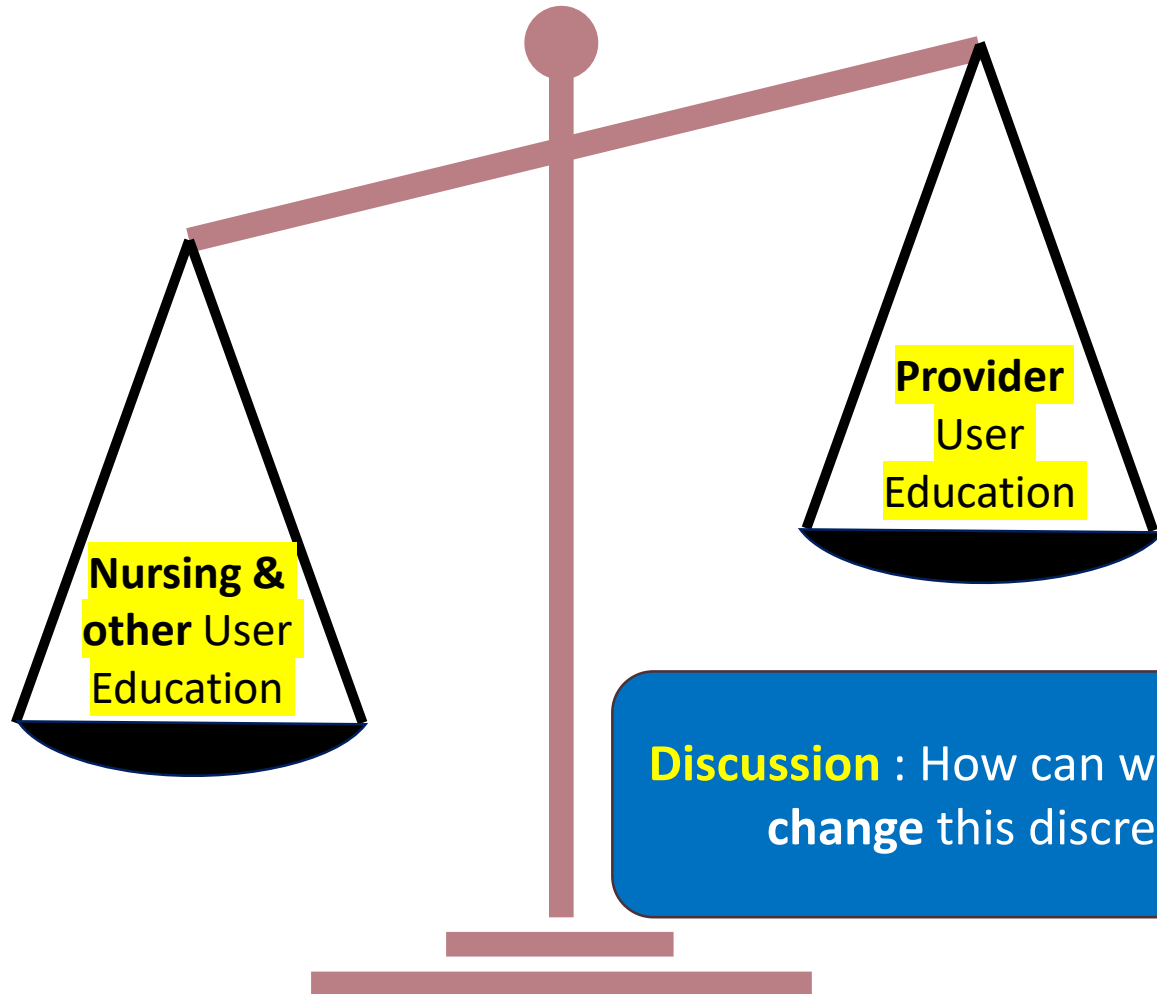 Provider
User
Education
Nursing &
other User
Education
Discussion : How can w
change this discre